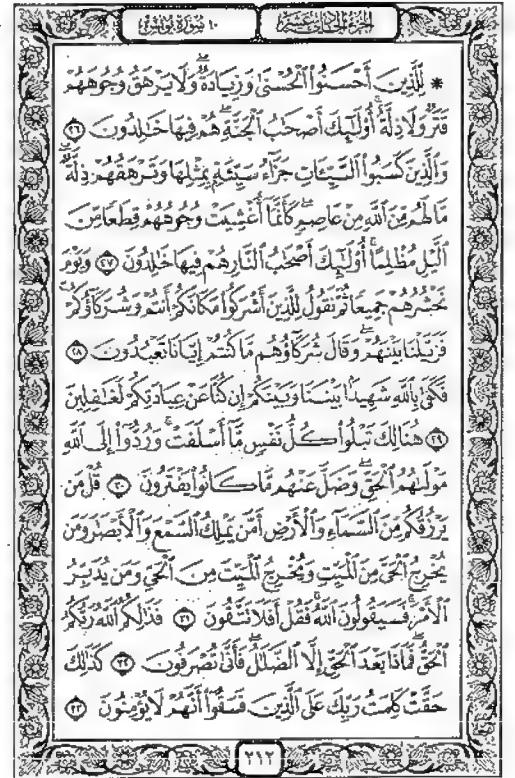 الجزء الحادى عشر
١٠ سورة يونس
* لِّلَّذِينَ أَحْسَنُوا۟ ٱلْحُسْنَىٰ وَزِيَادَةٌ ۖ وَلَا يَرْهَقُ وُجُوهَهُمْ
قَتَرٌ وَلَا ذِلَّةٌ ۚ أُو۟لَٰٓئِكَ أَصْحَٰبُ ٱلْجَنَّةِ ۖ هُمْ فِيهَا خَٰلِدُونَ ٢٦
وَٱلَّذِينَ كَسَبُوا۟ ٱلسَّيِّـَٔاتِ جَزَآءُ سَيِّئَةٍۭ بِمِثْلِهَا وَتَرْهَقُهُمْ ذِلَّةٌ ۖ
مَّا لَهُم مِّنَ ٱللَّهِ مِنْ عَاصِمٍ ۖ كَأَنَّمَآ أُغْشِيَتْ وُجُوهُهُمْ قِطَعًا مِّنَ
ٱلَّيْلِ مُظْلِمًا ۚ أُو۟لَٰٓئِكَ أَصْحَٰبُ ٱلنَّارِ ۖ هُمْ فِيهَا خَٰلِدُونَ ٢٧ وَيَوْمَ
نَحْشُرُهُمْ جَمِيعًا ثُمَّ نَقُولُ لِلَّذِينَ أَشْرَكُوا۟ مَكَانَكُمْ أَنتُمْ وَشُرَكَآؤُكُمْ ۚ
فَزَيَّلْنَا بَيْنَهُمْ ۖ وَقَالَ شُرَكَآؤُهُم مَّا كُنتُمْ إِيَّانَا تَعْبُدُونَ ٢٨
فَكَفَىٰ بِٱللَّهِ شَهِيدًۢا بَيْنَنَا وَبَيْنَكُمْ إِن كُنَّا عَنْ عِبَادَتِكُمْ لَغَٰفِلِينَ
٢٩ هُنَالِكَ تَبْلُوا۟ كُلُّ نَفْسٍ مَّآ أَسْلَفَتْ ۚ وَرُدُّوٓا۟ إِلَى ٱللَّهِ
مَوْلَىٰهُمُ ٱلْحَقِّ ۖ وَضَلَّ عَنْهُم مَّا كَانُوا۟ يَفْتَرُونَ ٣٠ قُلْ مَن
يَرْزُقُكُم مِّنَ ٱلسَّمَآءِ وَٱلْأَرْضِ أَمَّن يَمْلِكُ ٱلسَّمْعَ وَٱلْأَبْصَٰرَ وَمَن
يُخْرِجُ ٱلْحَىَّ مِنَ ٱلْمَيِّتِ وَيُخْرِجُ ٱلْمَيِّتَ مِنَ ٱلْحَىِّ وَمَن يُدَبِّرُ
ٱلْأَمْرَ ۚ فَسَيَقُولُونَ ٱللَّهُ ۚ فَقُلْ أَفَلَا تَتَّقُونَ ٣١ فَذَٰلِكُمُ ٱللَّهُ رَبُّكُمُ
ٱلْحَقُّ ۖ فَمَاذَا بَعْدَ ٱلْحَقِّ إِلَّا ٱلضَّلَٰلُ ۖ فَأَنَّىٰ تُصْرَفُونَ ٣٢ كَذَٰلِكَ
حَقَّتْ كَلِمَتُ رَبِّكَ عَلَى ٱلَّذِينَ فَسَقُوٓا۟ أَنَّهُمْ لَا يُؤْمِنُونَ ٣٣
٢١٢